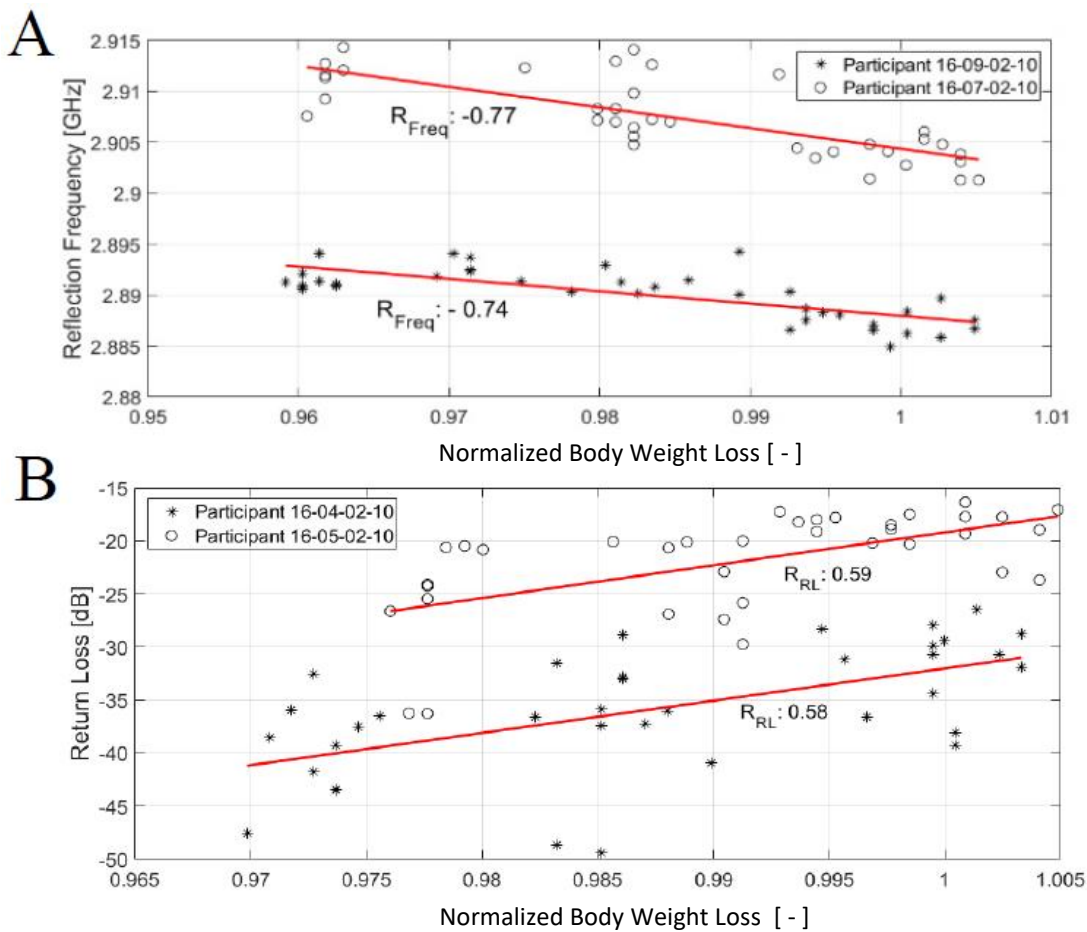 A
2.915
2.91
2.905
2.9
2.895
2.89
2.885
2.88
Reflection Frequency [GHz]
* Participant 16-09-02-10
○ Participant 16-07-02-10
R_Freq: -0.77
R_Freq: - 0.74
0.95 0.96 0.97 0.98 0.99 1 1.01
Normalized Body Weight Loss [ - ]
B
-15
-20
-25
-30
-35
-40
-45
-50
Return Loss [dB]
* Participant 16-04-02-10
○ Participant 16-05-02-10
R_RL: 0.59
R_RL: 0.58
0.965 0.97 0.975 0.98 0.985 0.99 0.995 1 1.005
Normalized Body Weight Loss [ - ]